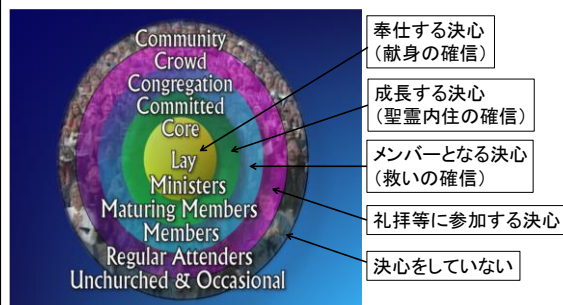 Community
Crowd
Congregation
Committed
Core
Lay
Ministers
Maturing Members
Members
Regular Attenders
Unchurched & Occasional
奉仕する決心
（献身の確信）
成長する決心
（聖霊内住の確信）
メンバーとなる決心
（救いの確信）
礼拝等に参加する決心
決心をしていない